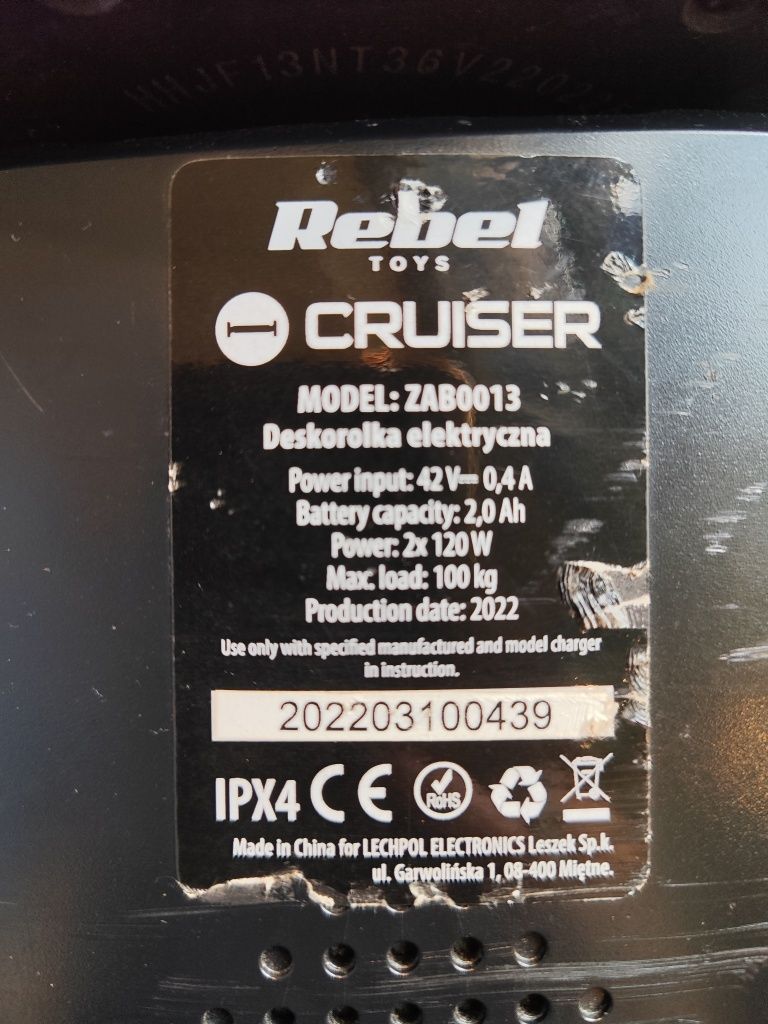 HHJF13NT36V2202
Rebel
TOYS
CRUISER
MODEL: ZAB0013
Deskorolka elektryczna
Power input: 42 V⎓ 0,4 A
Battery capacity: 2,0 Ah
Power: 2x 120 W
Max. load: 100 kg
Production date: 2022
Use only with specified manufactured and model charger
in instruction.
202203100439
IPX4 CE RoHS
Made in China for LECHPOL ELECTRONICS Leszek Sp.k.
ul. Garwolińska 1, 08-400 Miętne.